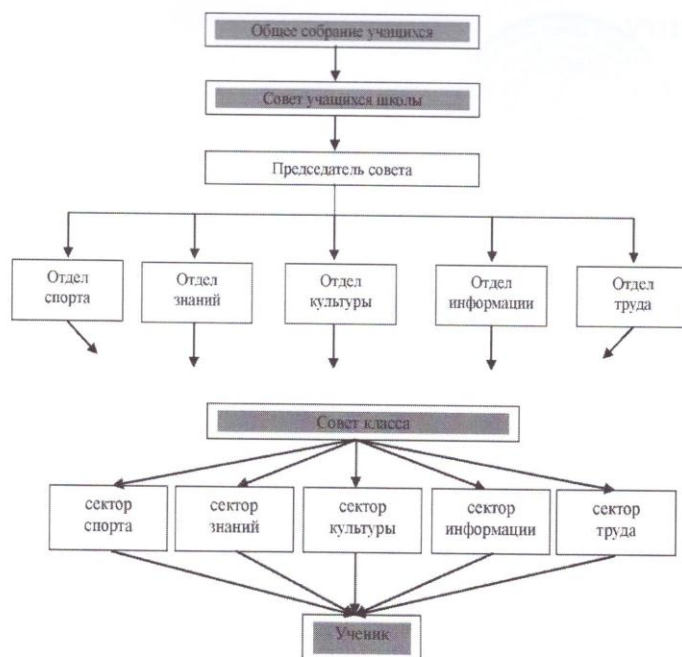 Общее собрание учащихся
Совет учащихся школы
Председатель совета
Отдел
спорта
Отдел
знаний
Отдел
культуры
Отдел
информации
Отдел
труда
Совет класса
сектор
спорта
сектор
знаний
сектор
культуры
сектор
информации
сектор
труда
Ученик